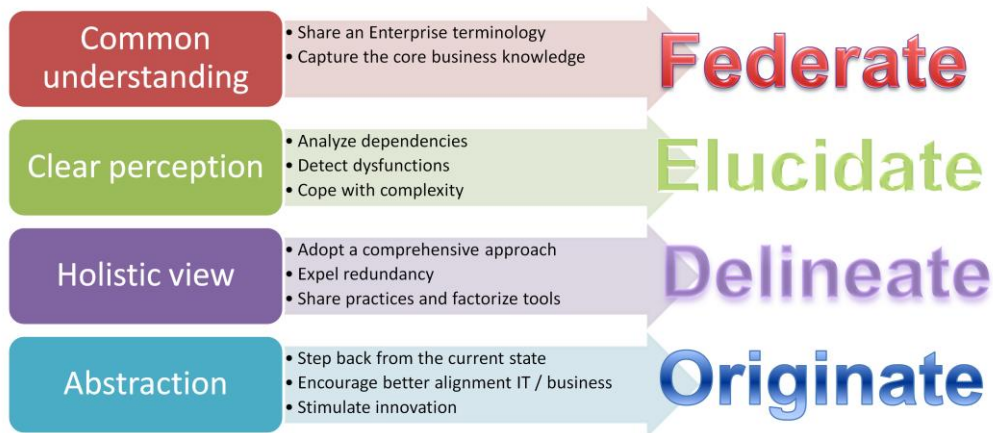 Common
understanding
• Share an Enterprise terminology
• Capture the core business knowledge
Federate
Clear perception
• Analyze dependencies
• Detect dysfunctions
• Cope with complexity
Elucidate
Holistic view
• Adopt a comprehensive approach
• Expel redundancy
• Share practices and factorize tools
Delineate
Abstraction
• Step back from the current state
• Encourage better alignment IT / business
• Stimulate innovation
Originate